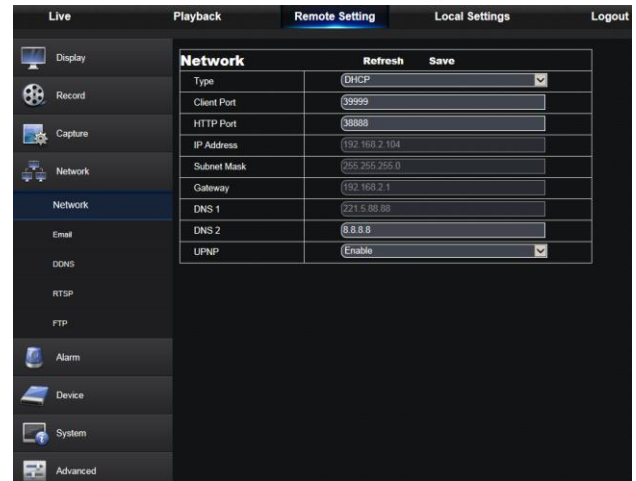 Live Playback Remote Setting Local Settings Logout
Display
Record
Capture
Network
Network
Email
DDNS
RTSP
FTP
Alarm
Device
System
Advanced
Network Refresh Save
Type DHCP
Client Port 39999
HTTP Port 38888
IP Address 192.168.2.104
Subnet Mask 255.255.255.0
Gateway 192.168.2.1
DNS 1 221.5.88.88
DNS 2 8.8.8.8
UPNP Enable